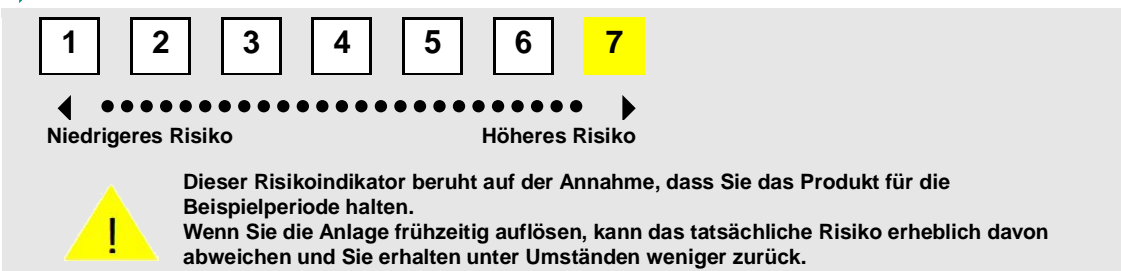 1 2 3 4 5 6 7
Niedrigeres Risiko Höheres Risiko
Dieser Risikoindikator beruht auf der Annahme, dass Sie das Produkt für die
Beispielperiode halten.
! Wenn Sie die Anlage frühzeitig auflösen, kann das tatsächliche Risiko erheblich davon
abweichen und Sie erhalten unter Umständen weniger zurück.